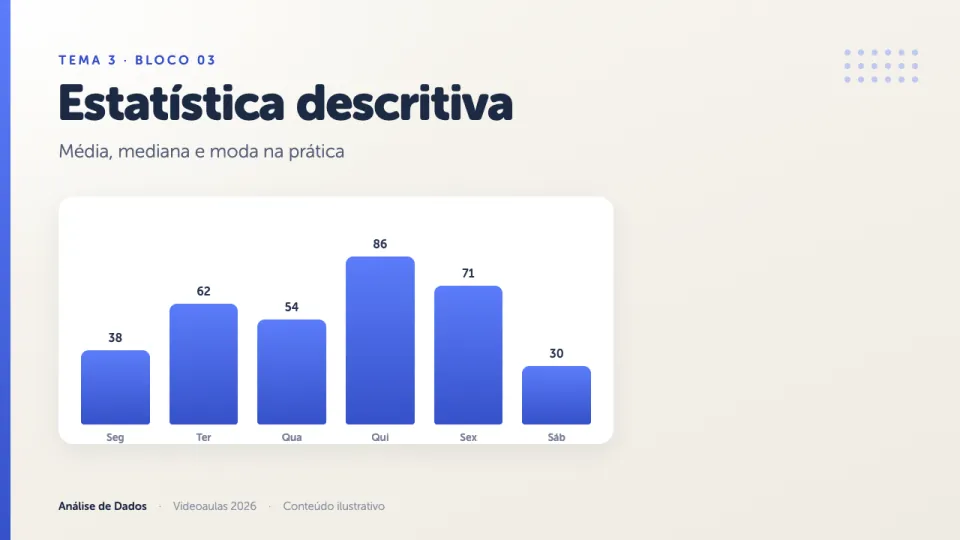 TEMA 3 · BLOCO 03
Estatística descritiva
Média, mediana e moda na prática
86
71
62
54
38
30
Seg Ter Qua Qui Sex Sáb
Análise de Dados · Videoaulas 2026 · Conteúdo ilustrativo